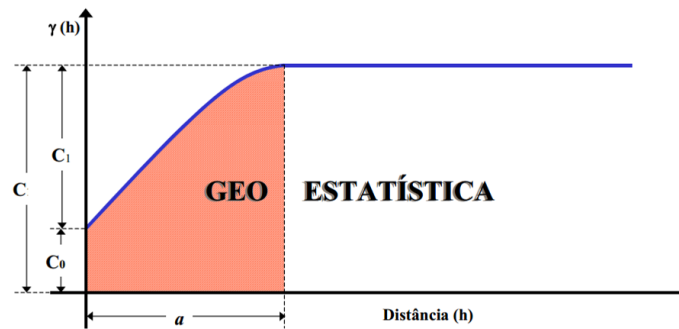 γ (h)
C₁
C
GEO ESTATÍSTICA
C₀
a
Distância (h)